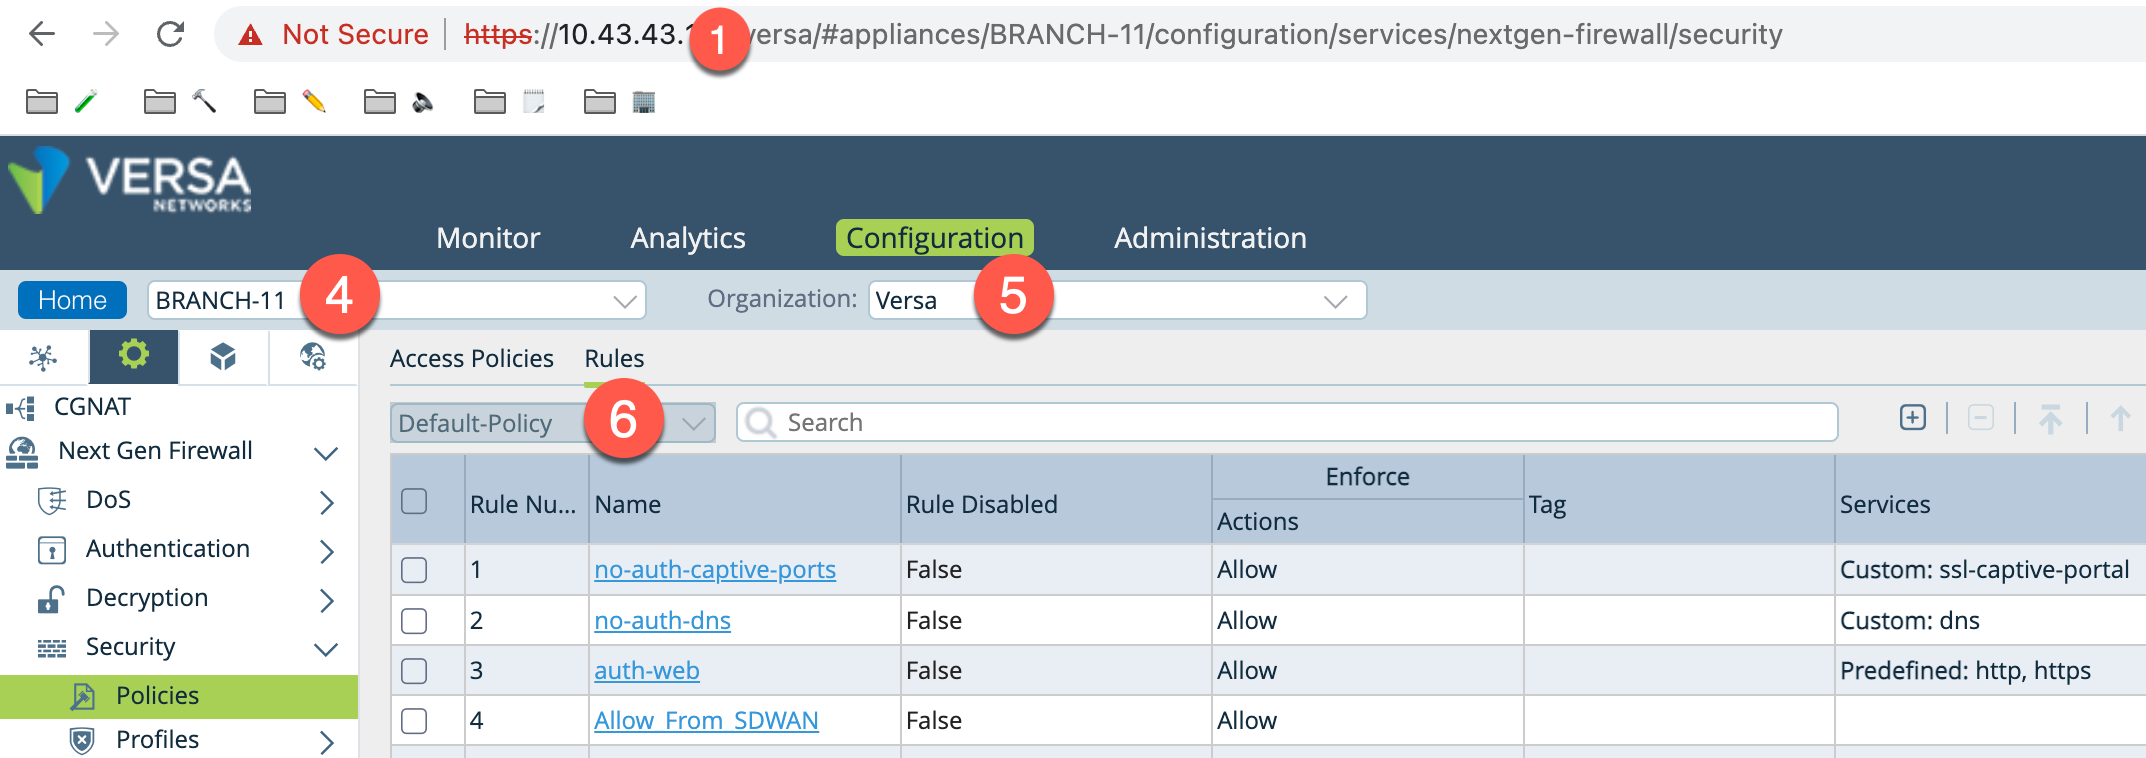 Not Secure https://10.43.43. 1 versa/#appliances/BRANCH-11/configuration/services/nextgen-firewall/security
VERSA
NETWORKS
Monitor Analytics Configuration Administration
Home BRANCH-11 4 Organization: Versa 5
Access Policies Rules
CGNAT
Default-Policy 6 Search
Next Gen Firewall
DoS
Authentication
Decryption
Security
Policies
Profiles
Enforce
Rule Nu... Name Rule Disabled Actions Tag Services
1 no-auth-captive-ports False Allow Custom: ssl-captive-portal
2 no-auth-dns False Allow Custom: dns
3 auth-web False Allow Predefined: http, https
4 Allow_From_SDWAN False Allow